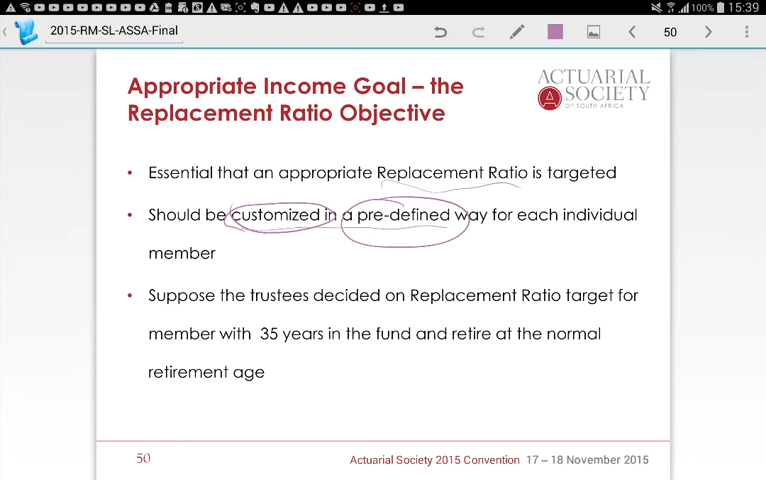 100% 15:39
2015-RM-SL-ASSA-Final
50
Appropriate Income Goal – the
Replacement Ratio Objective
ACTUARIAL
SOCIETY
OF SOUTH AFRICA
• Essential that an appropriate Replacement Ratio is targeted
• Should be customized in a pre-defined way for each individual
member
• Suppose the trustees decided on Replacement Ratio target for
member with 35 years in the fund and retire at the normal
retirement age
50
Actuarial Society 2015 Convention 17 – 18 November 2015